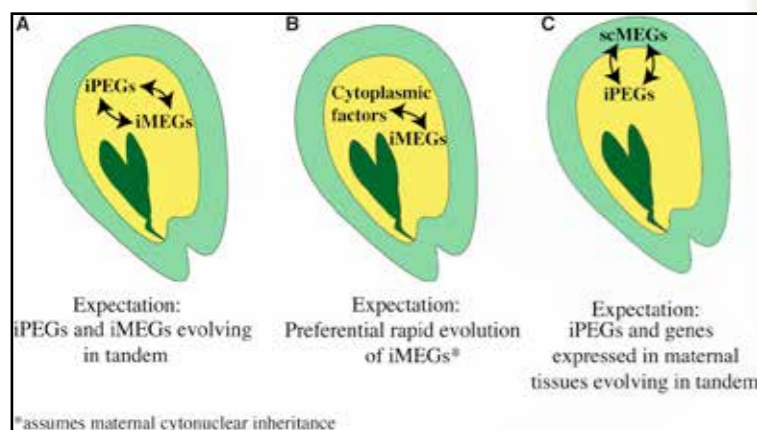 A
iPEGs
iMEGs
Expectation:
iPEGs and iMEGs evolving
in tandem
B
Cytoplasmic
factors
iMEGs
Expectation:
Preferential rapid evolution
of iMEGs*
C
scMEGs
iPEGs
Expectation:
iPEGs and genes
expressed in maternal
tissues evolving in tandem
*assumes maternal cytonuclear inheritance